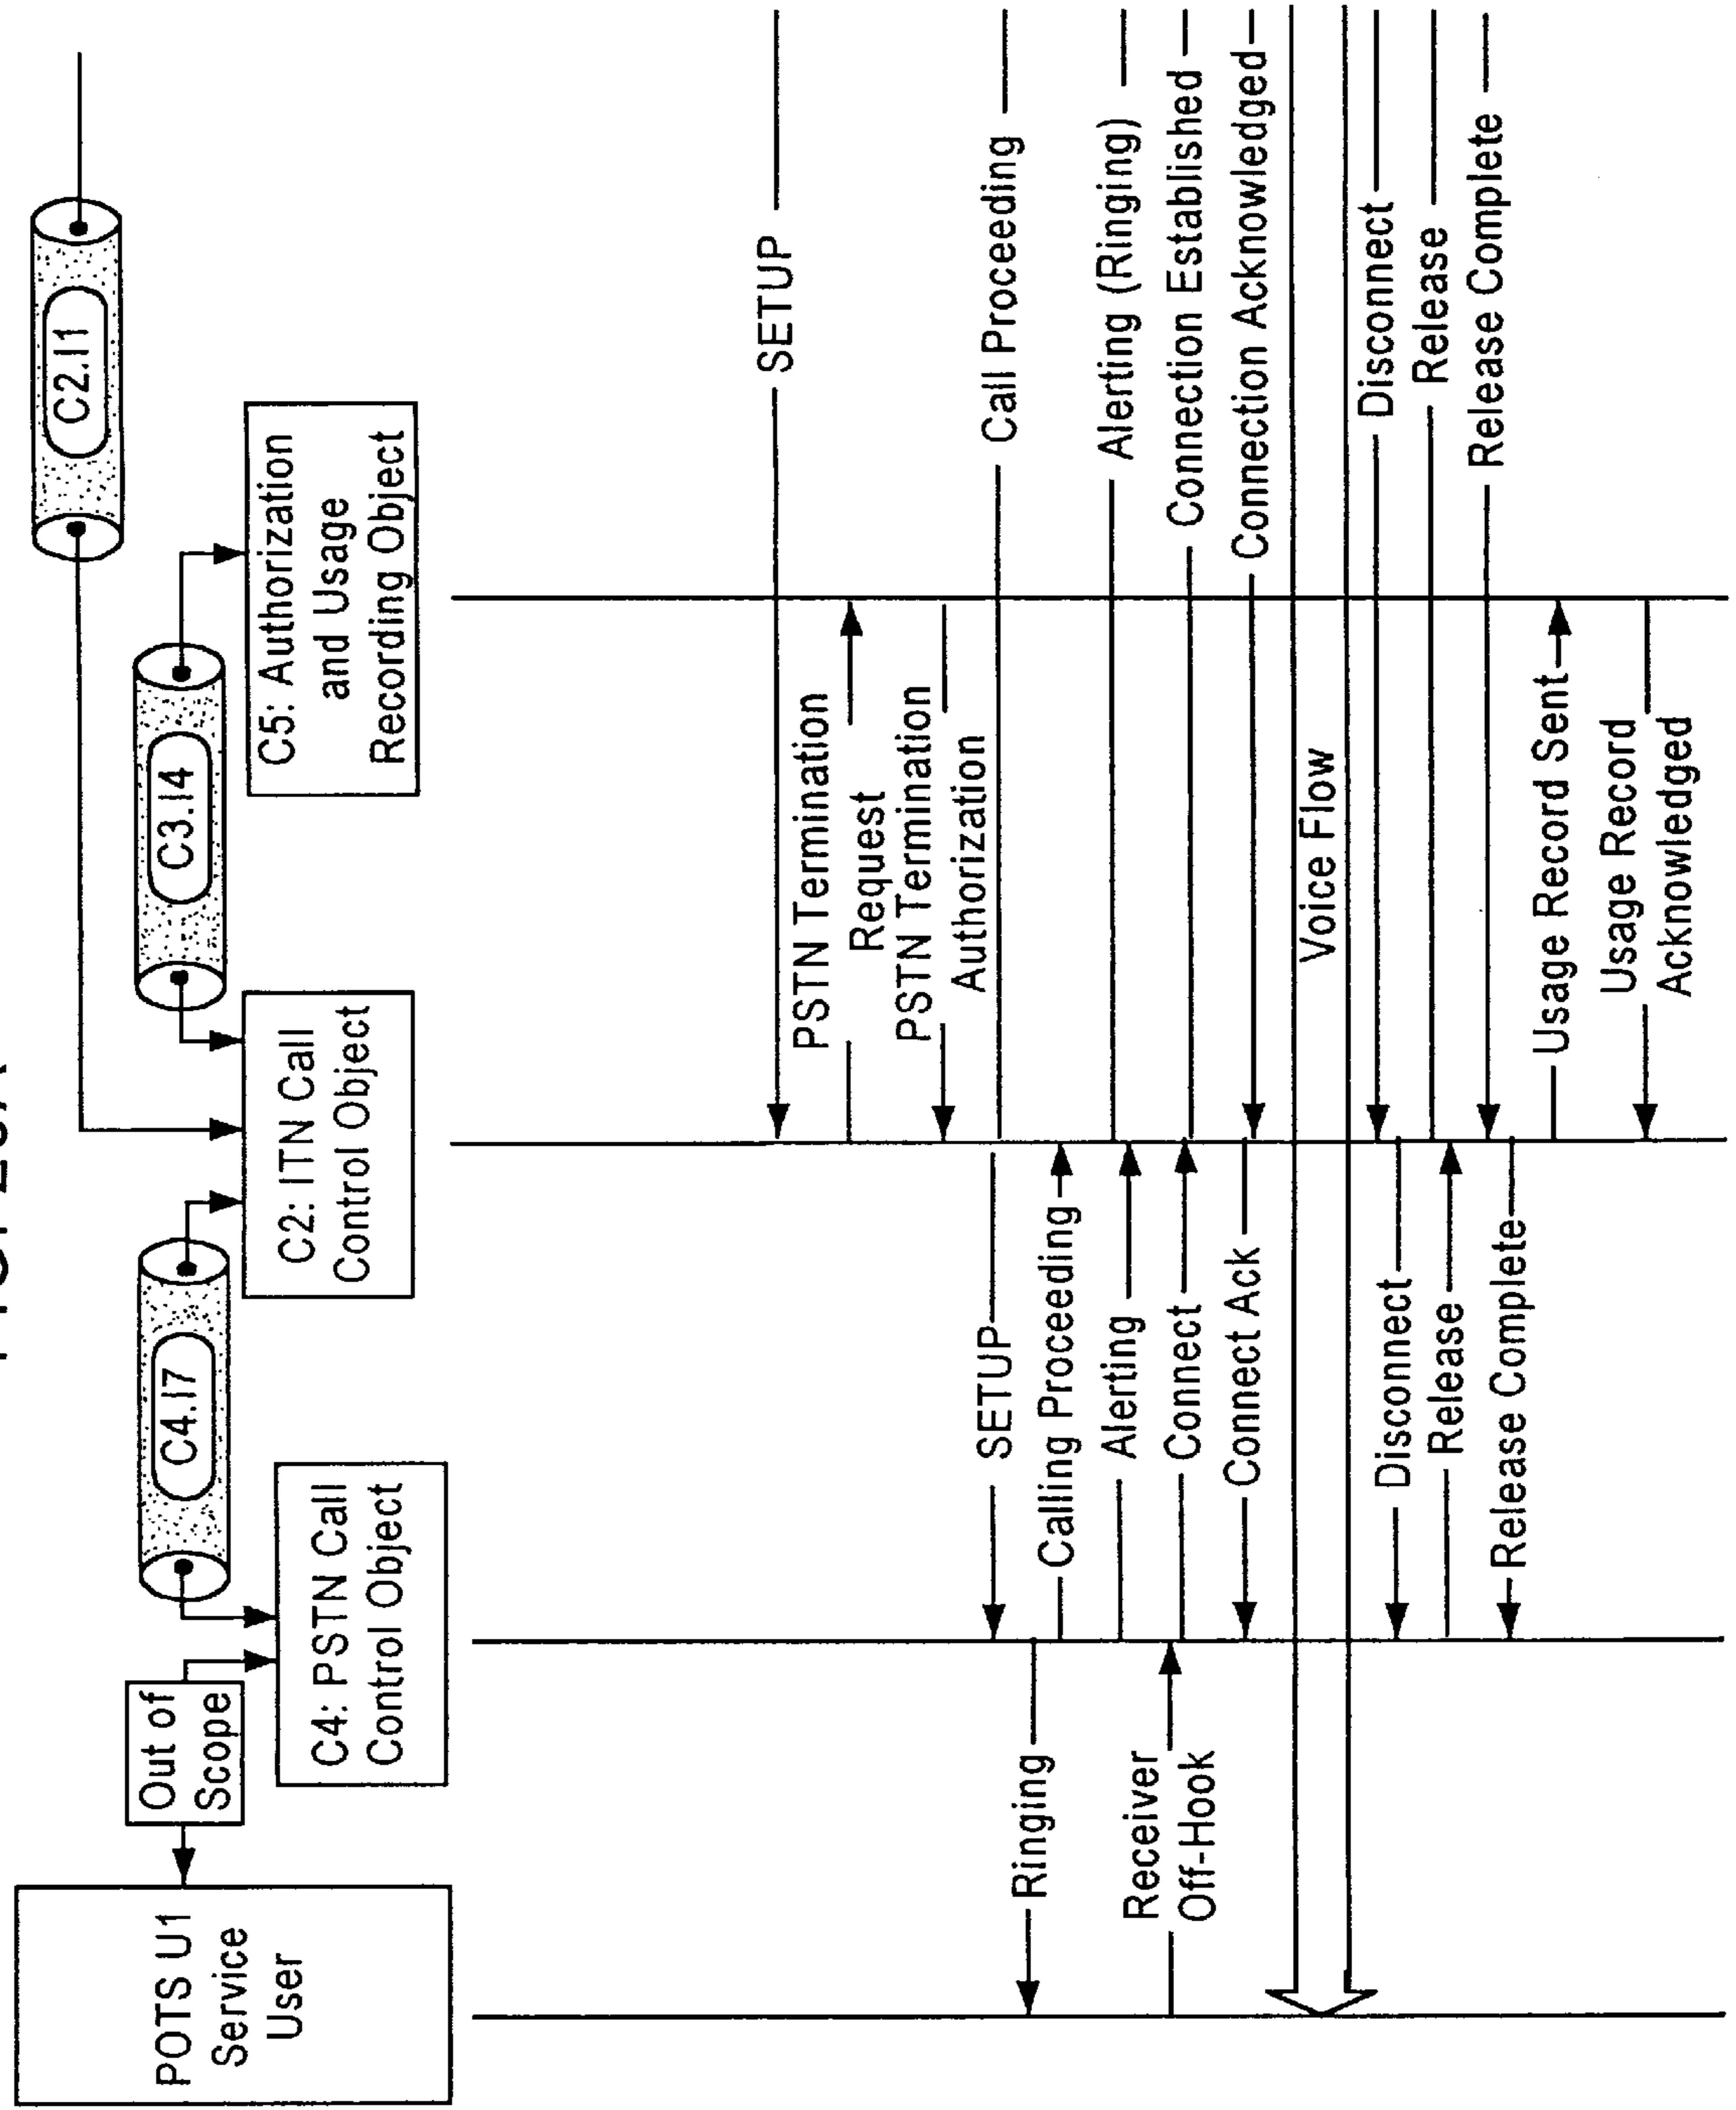 POTS U1
Service
User
Out of
Scope
C4.I7
C3.I4
C2.I1
C4: PSTN Call
Control Object
C2: ITN Call
Control Object
C5: Authorization
and Usage
Recording Object
SETUP
PSTN Termination
Request
PSTN Termination
Authorization
SETUP
Call Proceeding
Ringing
Calling Proceeding
Alerting
Alerting (Ringing)
Receiver
Off-Hook
Connect
Connection Established
Connect Ack
Connection Acknowledged
Voice Flow
Disconnect
Disconnect
Release
Release
Release Complete
Release Complete
Usage Record Sent
Usage Record
Acknowledged